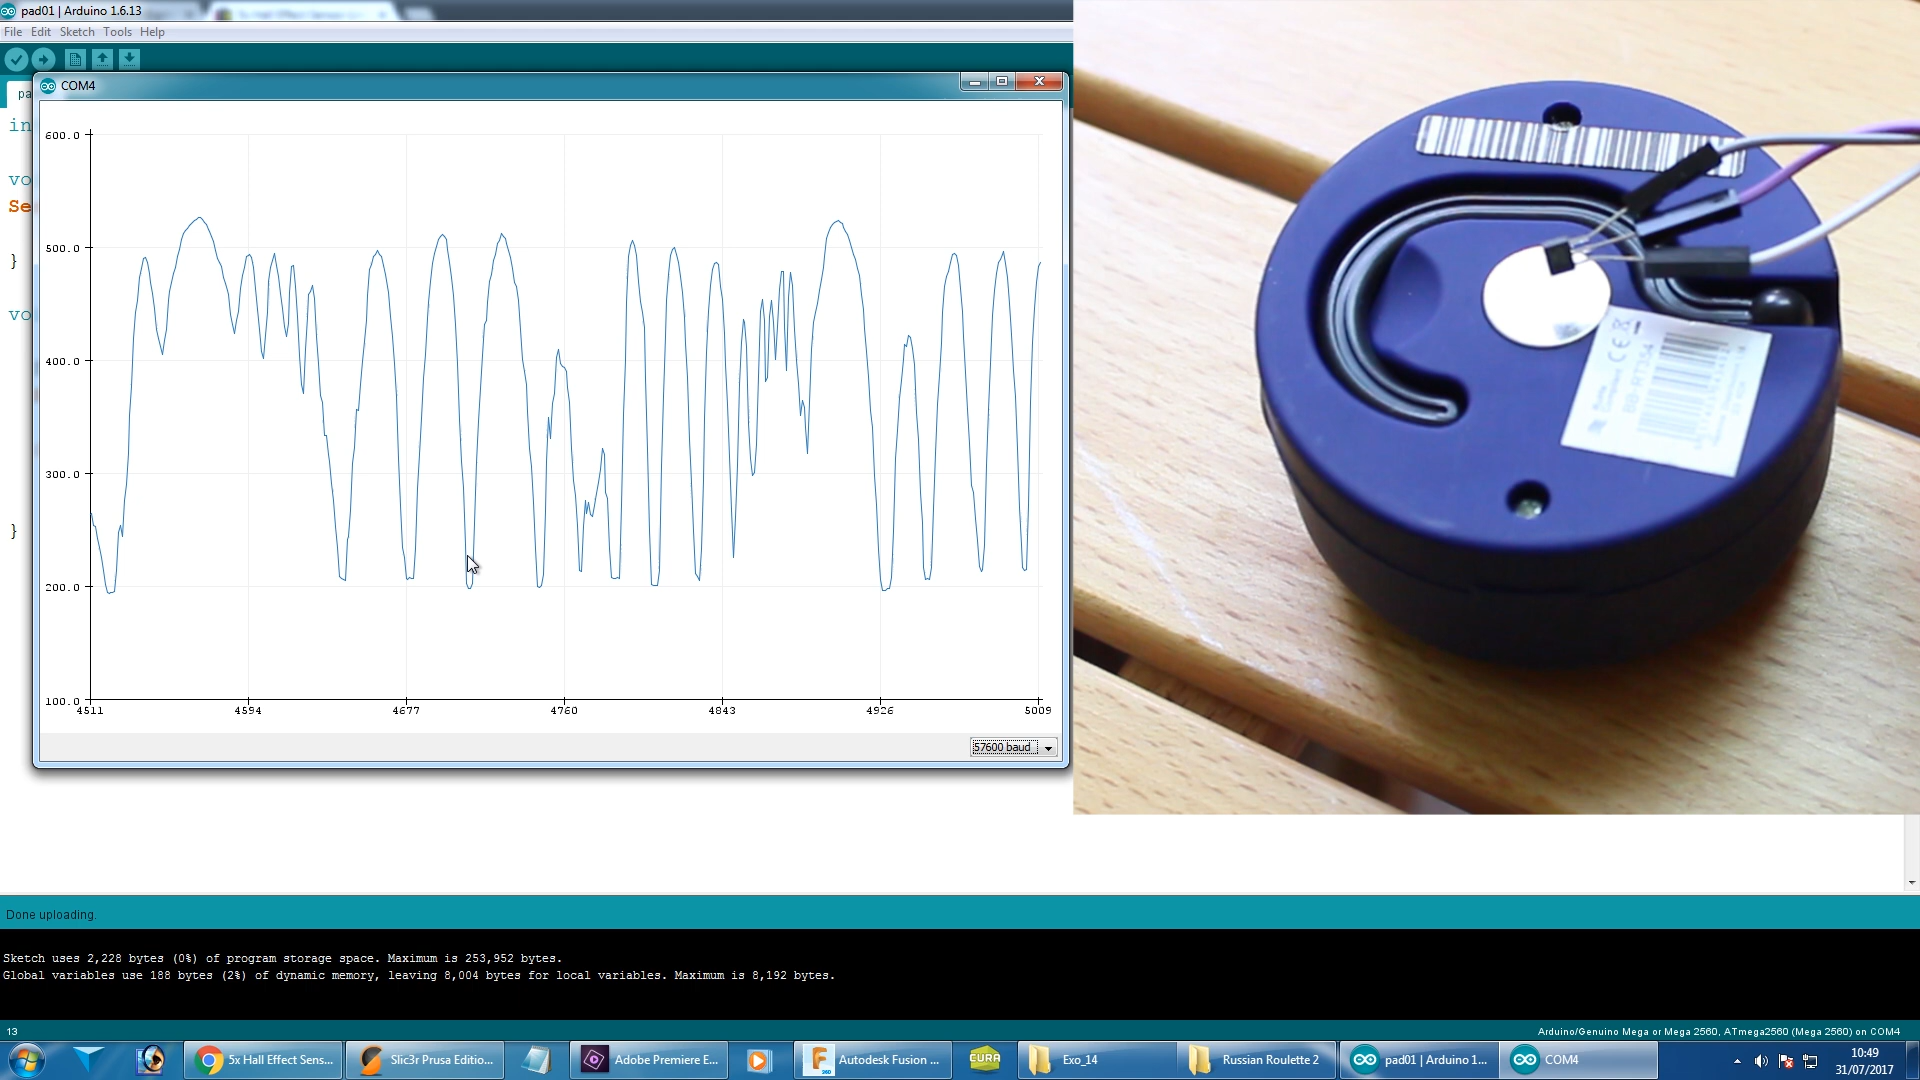 pad01 | Arduino 1.6.13
File Edit Sketch Tools Help
COM4
pa
in
vo
Se
}
vo
}
600.0
500.0
400.0
300.0
200.0
100.0
4511 4594 4677 4760 4843 4926 5009
57600 baud
Done uploading.
Sketch uses 2,228 bytes (0%) of program storage space. Maximum is 253,952 bytes.
Global variables use 188 bytes (2%) of dynamic memory, leaving 8,004 bytes for local variables. Maximum is 8,192 bytes.
13
Arduino/Genuino Mega or Mega 2560, ATmega2560 (Mega 2560) on COM4
5x Hall Effect Sens...
Slic3r Prusa Editio...
Adobe Premiere E...
Autodesk Fusion ...
CURA
Exo_14
Russian Roulette 2
pad01 | Arduino 1...
COM4
10:49
31/07/2017